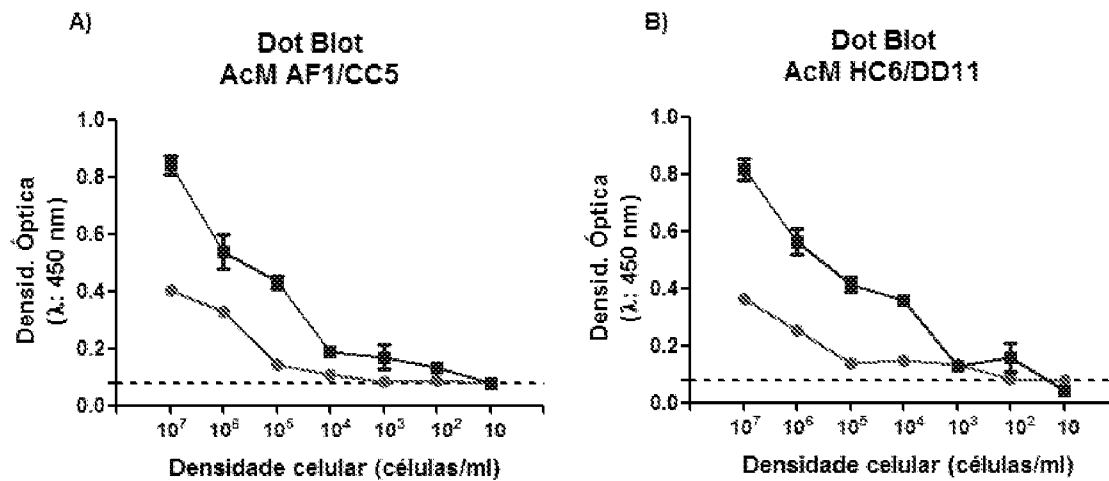 A)
Dot Blot
AcM AF1/CC5
Densid. Óptica
(λ: 450 nm)
1.0
0.8
0.6
0.4
0.2
0.0
10⁷ 10⁶ 10⁵ 10⁴ 10³ 10² 10
Densidade celular (células/ml)
B)
Dot Blot
AcM HC6/DD11
Densid. Óptica
(λ: 450 nm)
1.0
0.8
0.6
0.4
0.2
0.0
10⁷ 10⁶ 10⁵ 10⁴ 10³ 10² 10
Densidade celular (células/ml)